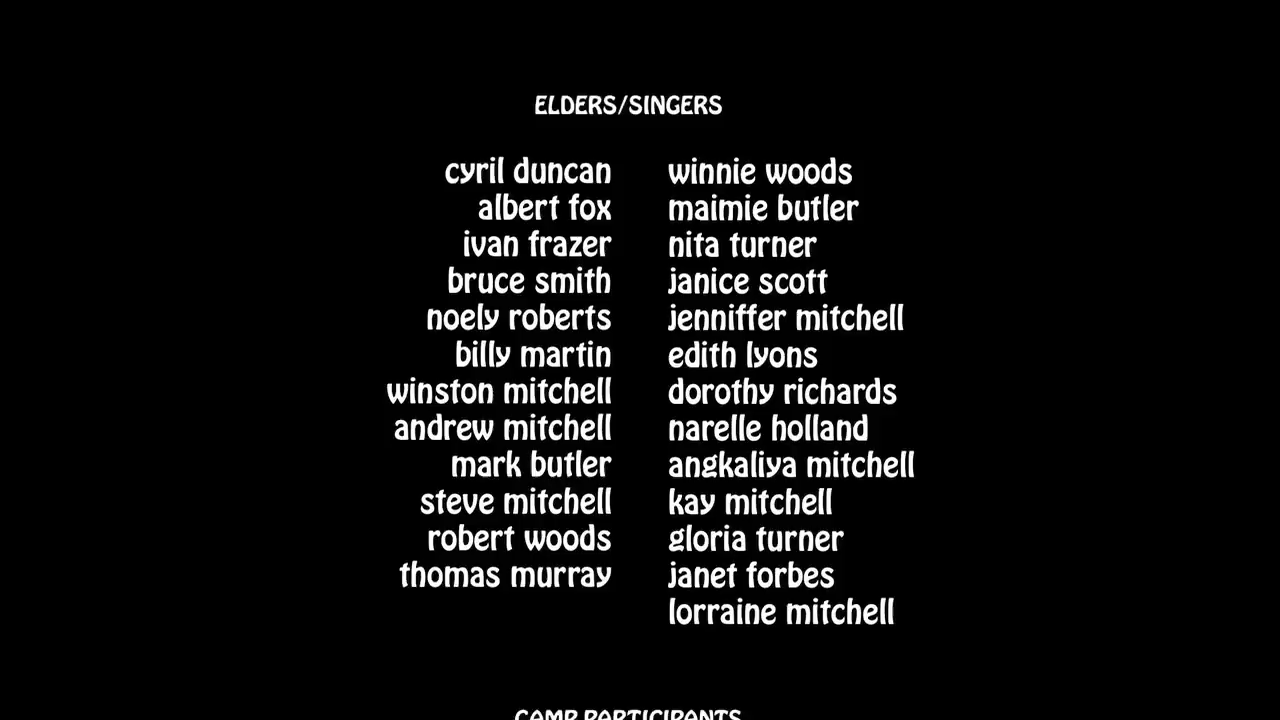 ELDERS/SINGERS
cyril duncan winnie woods
albert fox maimie butler
ivan frazer nita turner
bruce smith janice scott
noely roberts jenniffer mitchell
billy martin edith lyons
winston mitchell dorothy richards
andrew mitchell narelle holland
mark butler angkaliya mitchell
steve mitchell kay mitchell
robert woods gloria turner
thomas murray janet forbes
lorraine mitchell
CAMP PARTICIPANTS